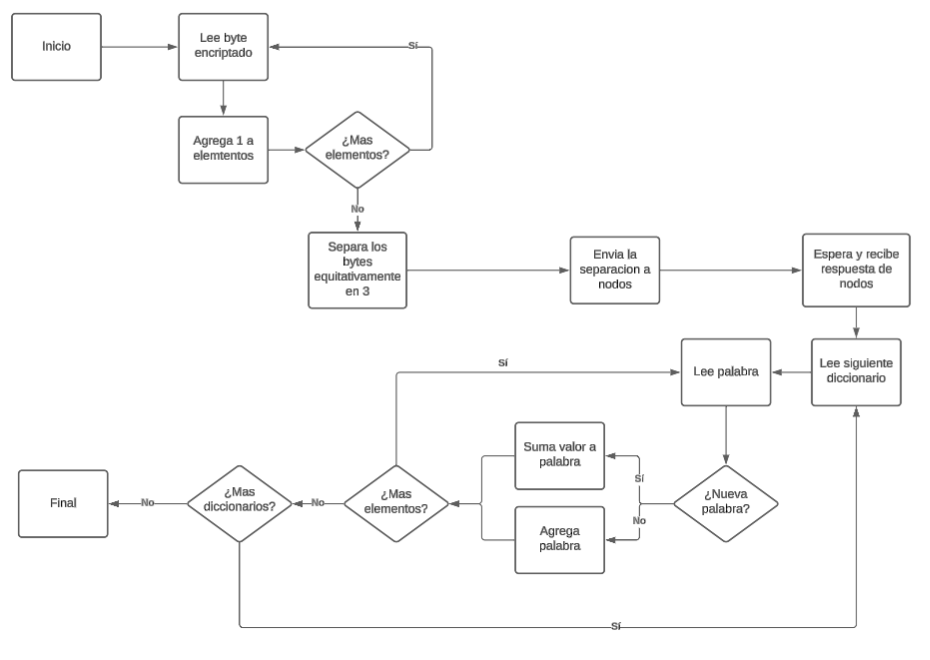 Inicio
Lee byte
encriptado
Sí
Agrega 1 a
elemtentos
¿Mas
elementos?
No
Separa los
bytes
equitativamente
en 3
Envia la
separacion a
nodos
Espera y recibe
respuesta de
nodos
Lee siguiente
diccionario
Lee palabra
Sí
Suma valor a
palabra
Sí
¿Nueva
palabra?
No
Agrega
palabra
¿Mas
elementos?
No
¿Mas
diccionarios?
No
Final
Sí